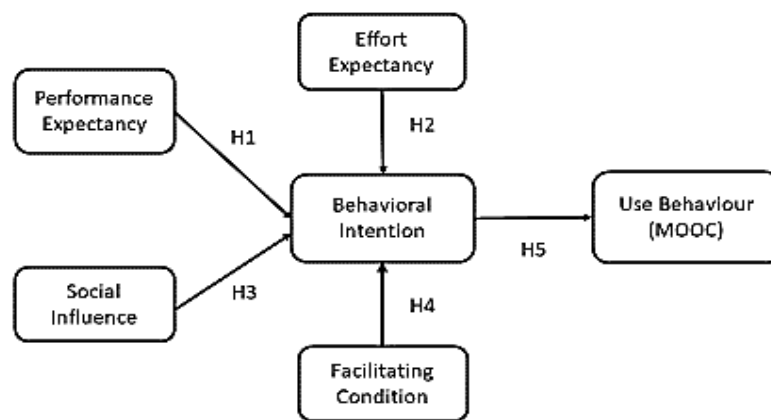 Effort
Expectancy
Performance
Expectancy
H1
H2
Behavioral
Intention
Use Behaviour
(MOOC)
H5
Social
Influence
H3
H4
Facilitating
Condition